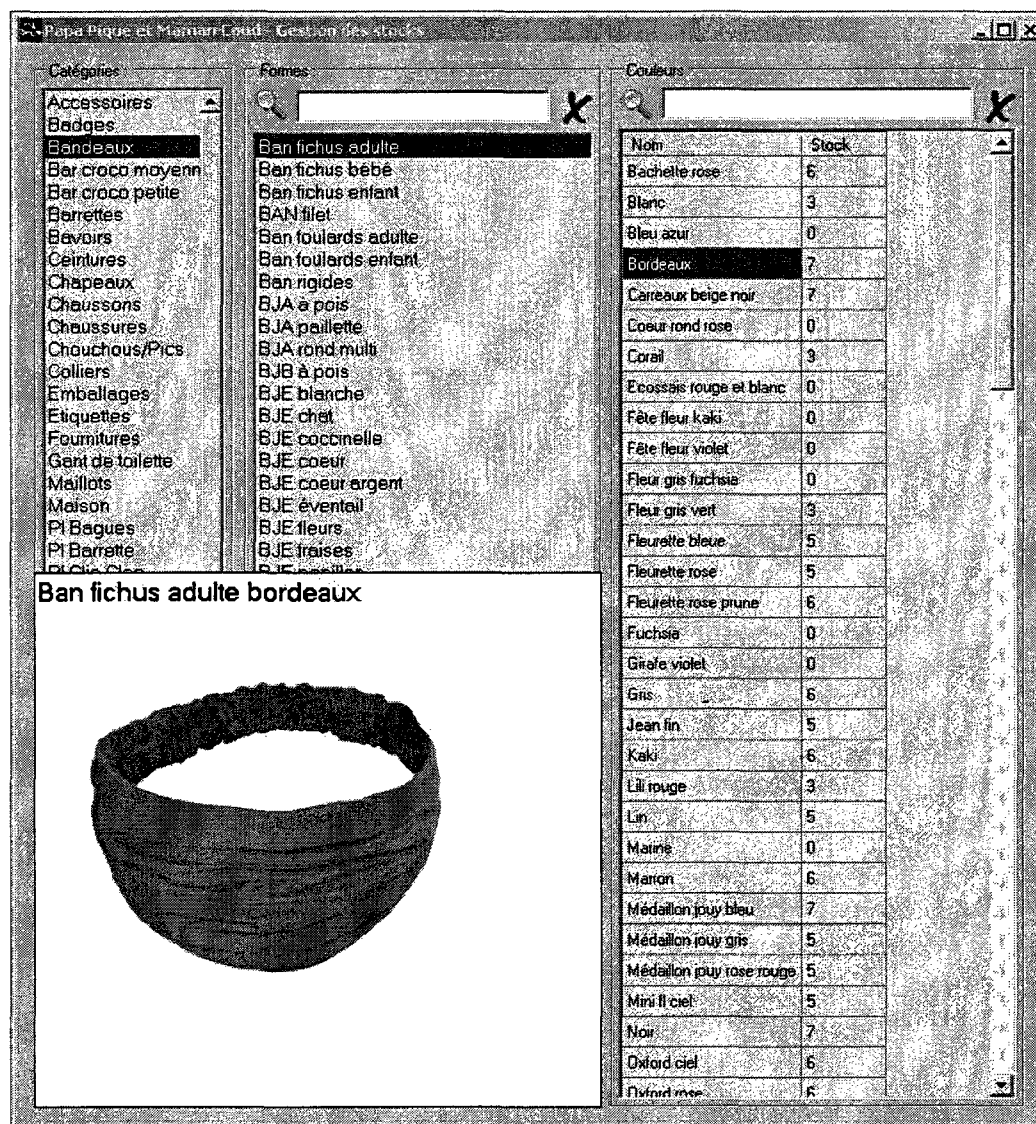 Papa Pique et Maman Coud - Gestion des stocks
Catégories
Accessoires
Badges
Bandeaux
Bar croco moyenn
Bar croco petite
Barrettes
Bavoirs
Ceintures
Chapeaux
Chaussons
Chaussures
Chouchous/Pics
Colliers
Emballages
Etiquettes
Fournitures
Gant de toilette
Maillots
Maison
PI Bagues
PI Barrette
PI Clic Clac
Formes
Ban fichus adulte
Ban fichus bébé
Ban fichus enfant
BAN filet
Ban foulards adulte
Ban foulards enfant
Ban rigides
BJA a pois
BJA paillette
BJA rond multi
BJB à pois
BJE blanche
BJE chat
BJE coccinelle
BJE coeur
BJE coeur argent
BJE éventail
BJE fleurs
BJE fraises
Couleurs
Nom Stock
Bachette rose 6
Blanc 3
Bleu azur 0
Bordeaux 7
Carreaux beige noir 7
Coeur rond rose 0
Corail 9
Ecossais rouge et blanc 0
Fête fleur kaki 0
Fête fleur violet 0
Fleur gris fuchsia 0
Fleur gris vert 3
Fleurette bleue 5
Fleurette rose 5
Fleurette rose prune 6
Fuchsia 0
Girafe violet 0
Gris 6
Jean fin 5
Kaki 6
Lili rouge 3
Lin 5
Marine 0
Marron 6
Médaillon jouy bleu 7
Médaillon jouy gris 5
Médaillon jouy rose rouge 5
Mini fl ciel 5
Noir 7
Oxford ciel 6
Oxford rose 6
Ban fichus adulte bordeaux